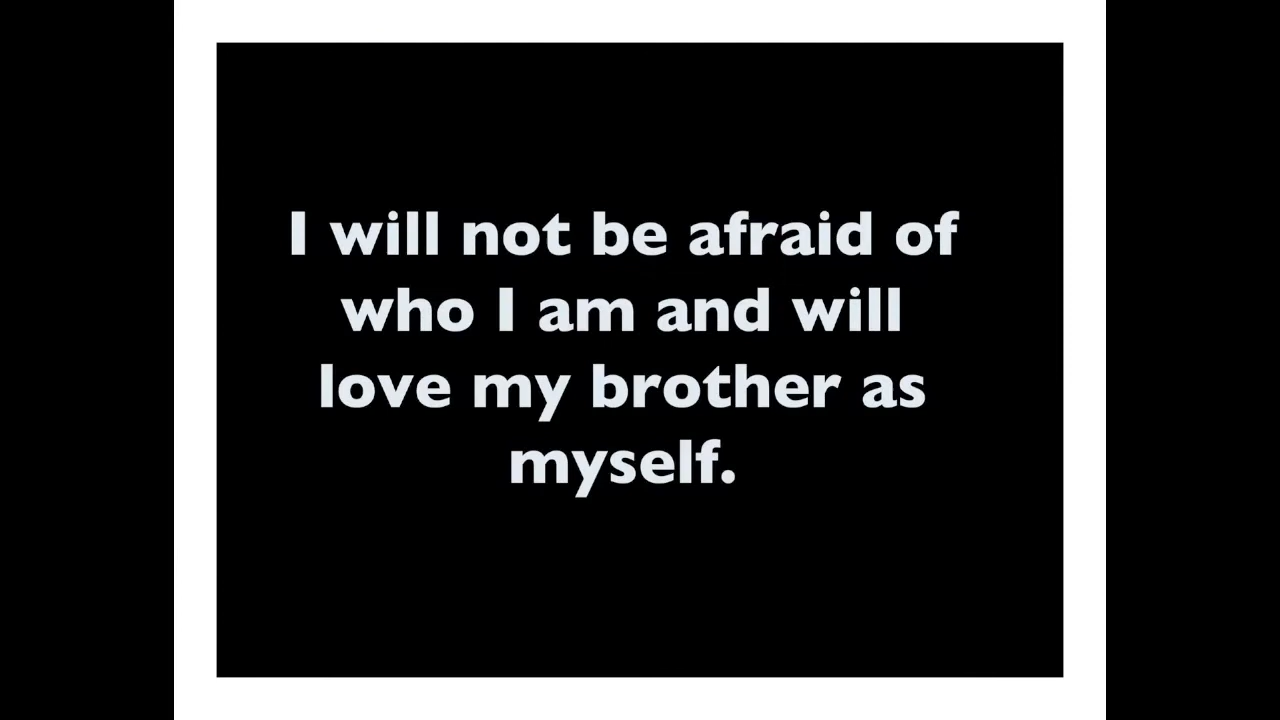 I will not be afraid of
who I am and will
love my brother as
myself.